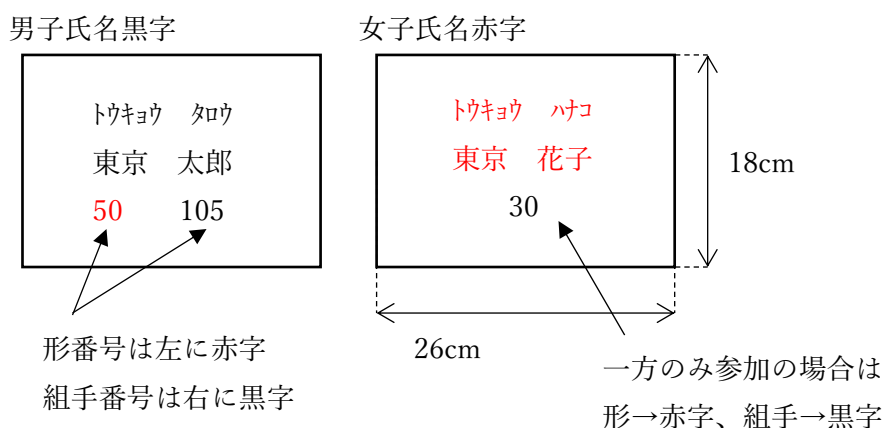 男子氏名黒字
ﾄｳｷｮｳ　ﾀﾛｳ
東京　太郎
50　105
形番号は左に赤字
組手番号は右に黒字
女子氏名赤字
ﾄｳｷｮｳ　ﾊﾅｺ
東京　花子
30
18cm
26cm
一方のみ参加の場合は
形→赤字、組手→黒字